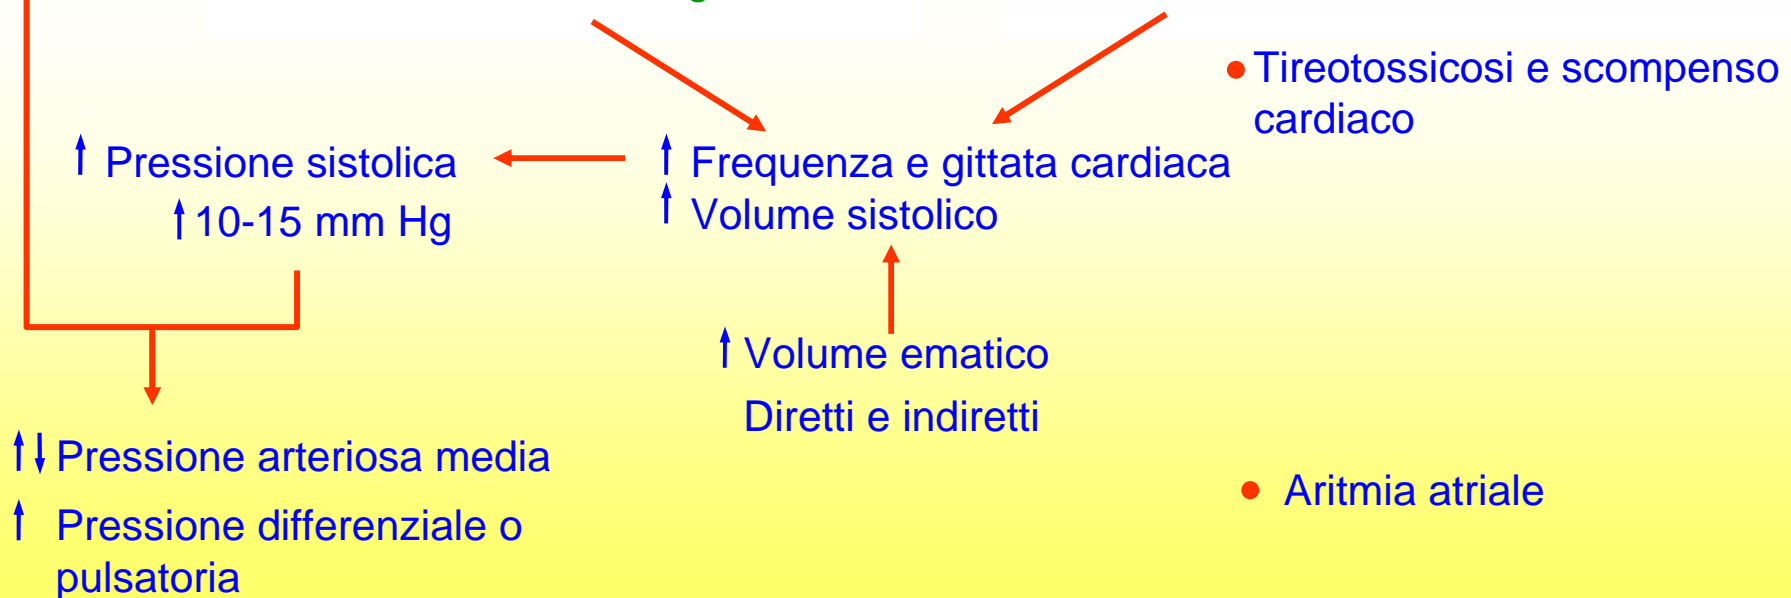 • Tireotossicosi e scompenso
cardiaco
↑ Pressione sistolica
↑ 10-15 mm Hg
↑ Frequenza e gittata cardiaca
↑ Volume sistolico
↑ Volume ematico
Diretti e indiretti
↑↓ Pressione arteriosa media
↑ Pressione differenziale o
pulsatoria
• Aritmia atriale